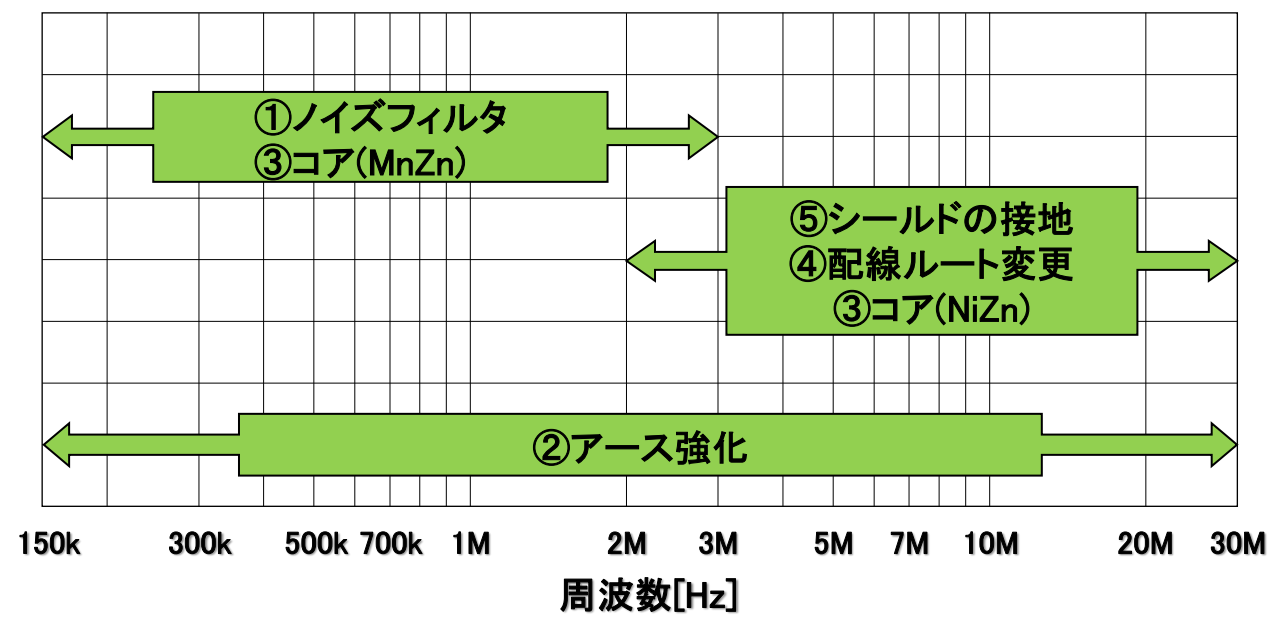 ①ノイズフィルタ
③コア(MnZn)
⑤シールドの接地
④配線ルート変更
③コア(NiZn)
②アース強化
150k 300k 500k 700k 1M 2M 3M 5M 7M 10M 20M 30M
周波数[Hz]